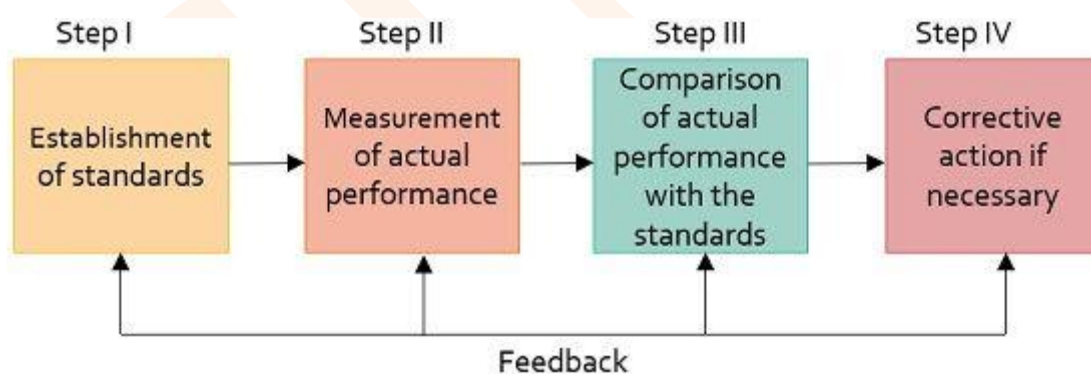 Step I
Establishment
of standards
Step II
Measurement
of actual
performance
Step III
Comparison
of actual
performance
with the
standards
Step IV
Corrective
action if
necessary
Feedback